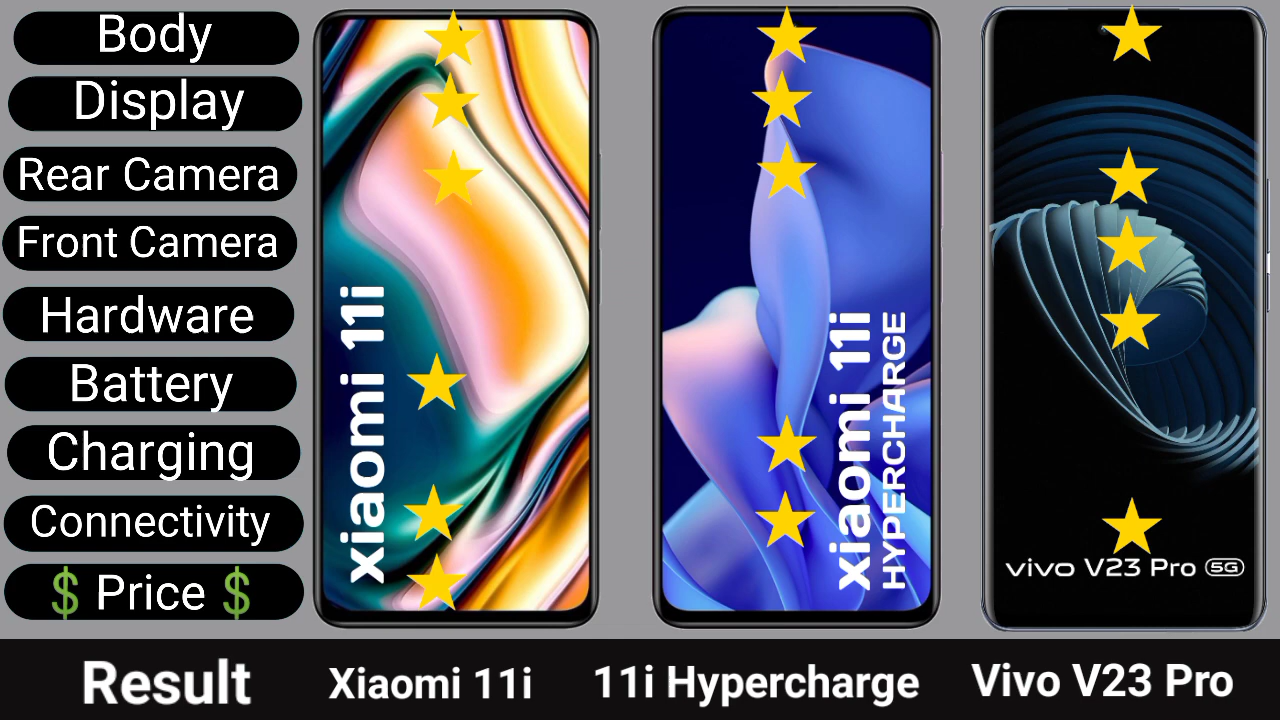 Body
Display
Rear Camera
Front Camera
Hardware
Battery
Charging
Connectivity
$ Price $
xiaomi 11i
xiaomi 11i
HYPERCHARGE
vivo V23 Pro 5G
Result
Xiaomi 11i
11i Hypercharge
Vivo V23 Pro